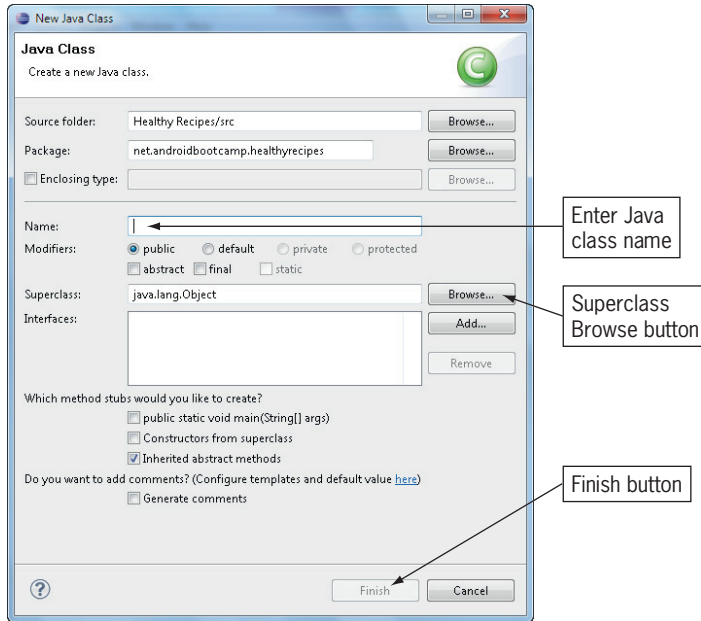 New Java Class
Java Class
Create a new Java class.
C
Source folder: Healthy Recipes/src Browse...
Package: net.androidbootcamp.healthyrecipes Browse...
Enclosing type: Browse...
Name:
Enter Java
class name
Modifiers: public default private protected
abstract final static
Superclass: java.lang.Object Browse...
Superclass
Browse button
Interfaces: Add...
Remove
Which method stubs would you like to create?
public static void main(String[] args)
Constructors from superclass
Inherited abstract methods
Do you want to add comments? (Configure templates and default value here)
Generate comments
Finish button
? Finish Cancel